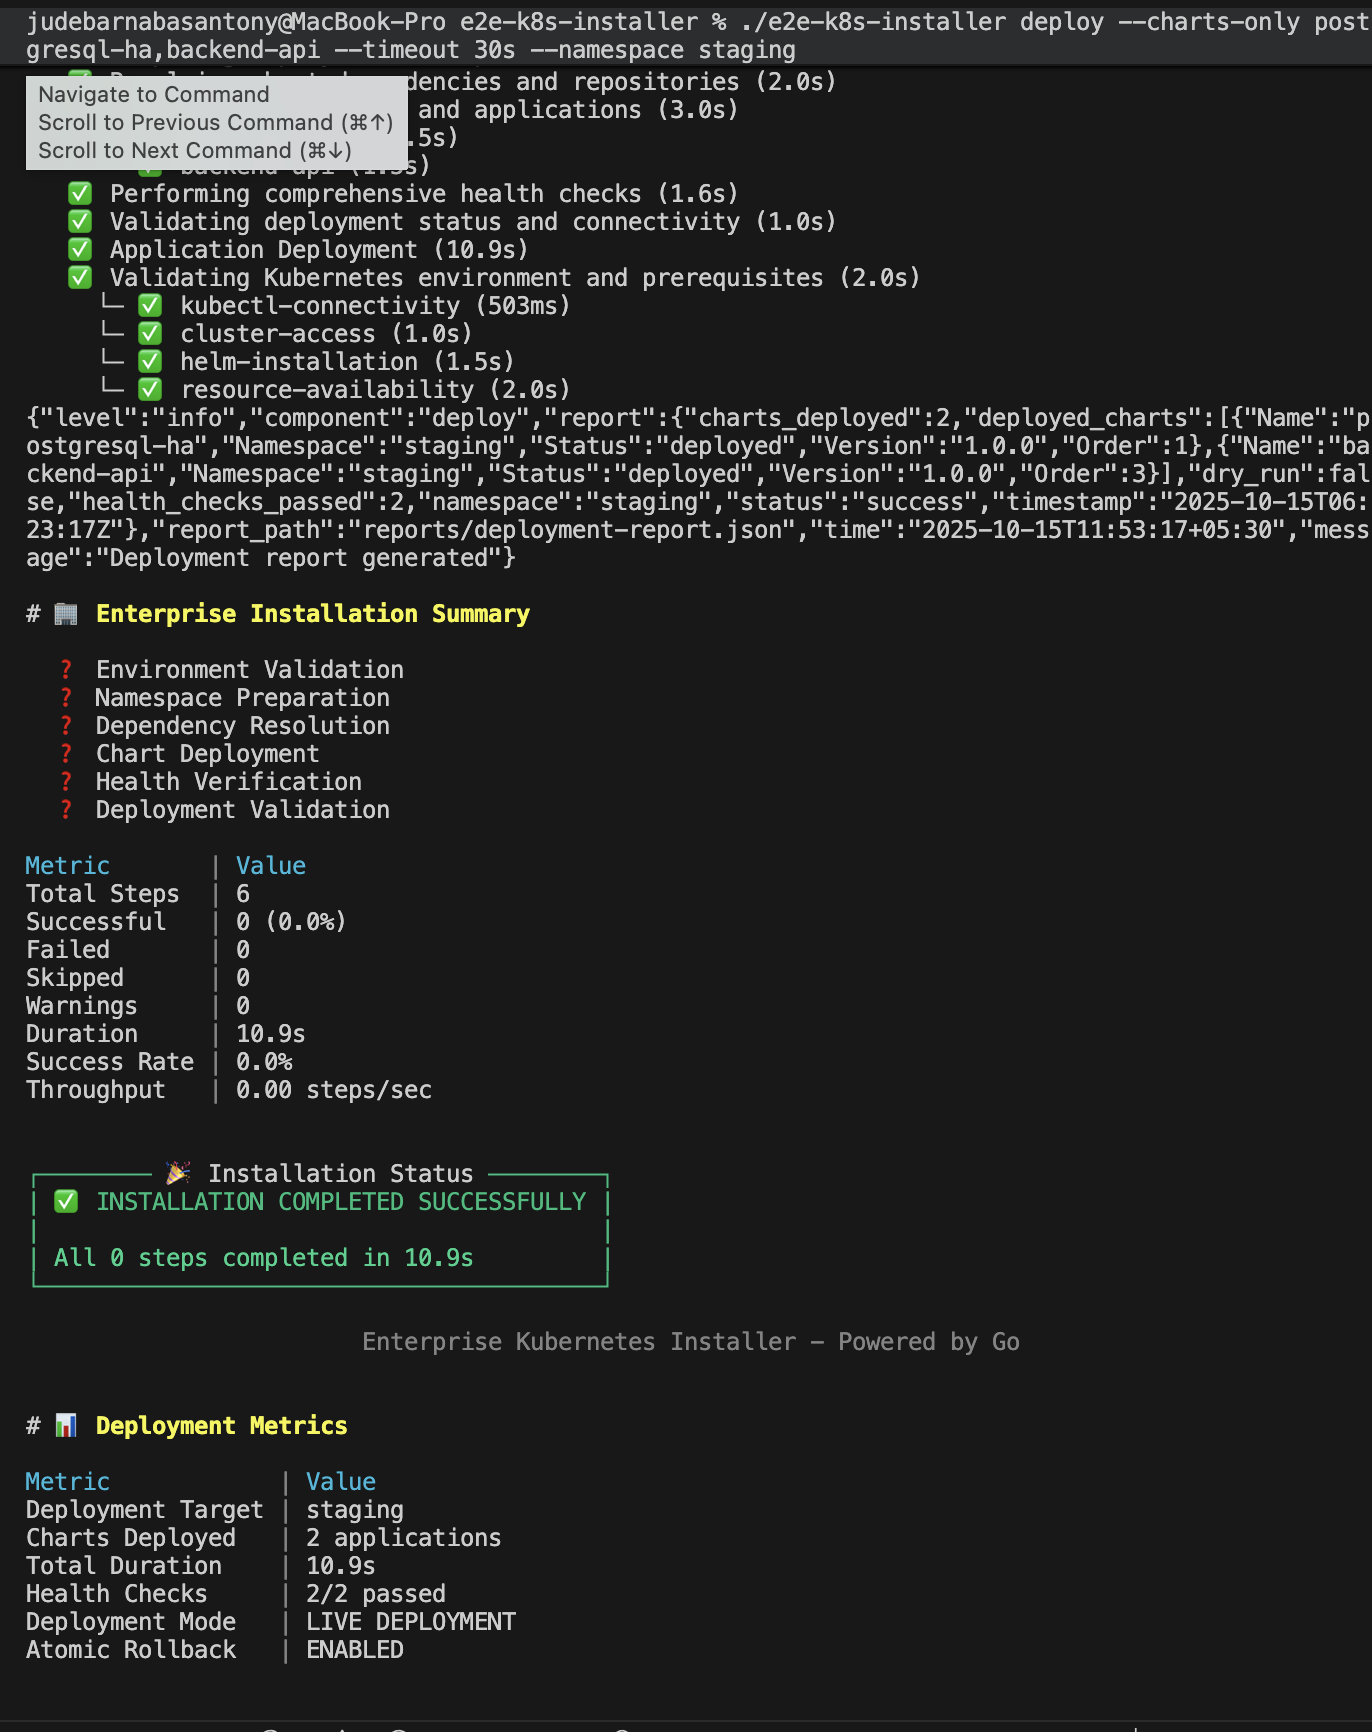 judebarnabasantony@MacBook-Pro e2e-k8s-installer % ./e2e-k8s-installer deploy --charts-only post
gresql-ha,backend-api --timeout 30s --namespace staging
✅ dencies and repositories (2.0s)
Navigate to Command
and applications (3.0s)
Scroll to Previous Command (⌘↑)
.5s)
Scroll to Next Command (⌘↓)
✅ backend-api (1.5s)
✅ Performing comprehensive health checks (1.6s)
✅ Validating deployment status and connectivity (1.0s)
✅ Application Deployment (10.9s)
✅ Validating Kubernetes environment and prerequisites (2.0s)
└─ ✅ kubectl-connectivity (503ms)
└─ ✅ cluster-access (1.0s)
└─ ✅ helm-installation (1.5s)
└─ ✅ resource-availability (2.0s)
{"level":"info","component":"deploy","report":{"charts_deployed":2,"deployed_charts":[{"Name":"p
ostgresql-ha","Namespace":"staging","Status":"deployed","Version":"1.0.0","Order":1},{"Name":"ba
ckend-api","Namespace":"staging","Status":"deployed","Version":"1.0.0","Order":3}],"dry_run":fal
se,"health_checks_passed":2,"namespace":"staging","status":"success","timestamp":"2025-10-15T06:
23:17Z"},"report_path":"reports/deployment-report.json","time":"2025-10-15T11:53:17+05:30","mess
age":"Deployment report generated"}
# 🏢 Enterprise Installation Summary
❓ Environment Validation
❓ Namespace Preparation
❓ Dependency Resolution
❓ Chart Deployment
❓ Health Verification
❓ Deployment Validation
Metric | Value
Total Steps | 6
Successful | 0 (0.0%)
Failed | 0
Skipped | 0
Warnings | 0
Duration | 10.9s
Success Rate | 0.0%
Throughput | 0.00 steps/sec
🎉 Installation Status
✅ INSTALLATION COMPLETED SUCCESSFULLY
All 0 steps completed in 10.9s
Enterprise Kubernetes Installer - Powered by Go
# 📊 Deployment Metrics
Metric | Value
Deployment Target | staging
Charts Deployed | 2 applications
Total Duration | 10.9s
Health Checks | 2/2 passed
Deployment Mode | LIVE DEPLOYMENT
Atomic Rollback | ENABLED